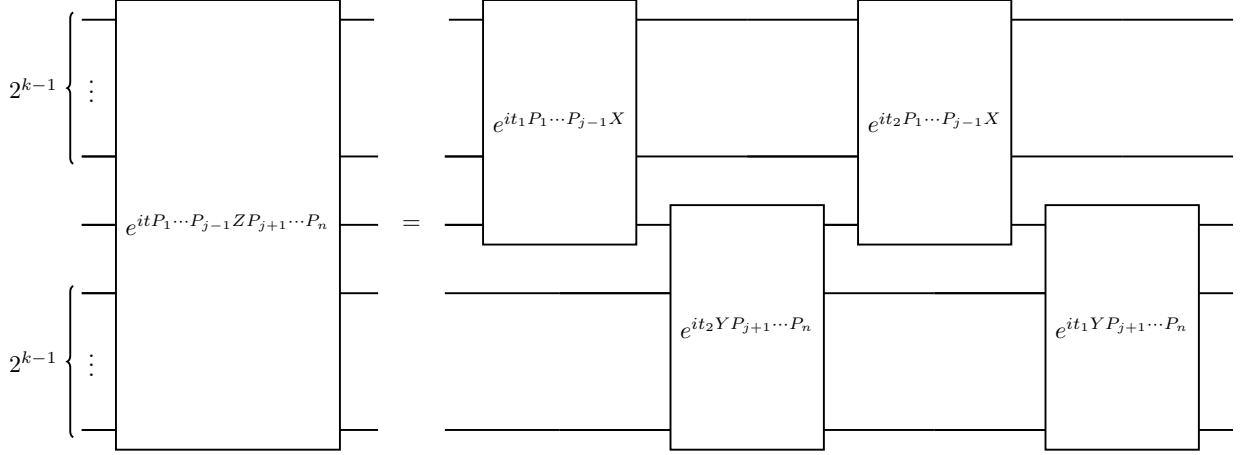 2^{k-1} ⋮
e^{it_1P_1⋯P_{j-1}X}
e^{it_2P_1⋯P_{j-1}X}
e^{itP_1⋯P_{j-1}ZP_{j+1}⋯P_n} =
e^{it_2YP_{j+1}⋯P_n}
e^{it_1YP_{j+1}⋯P_n}
2^{k-1} ⋮